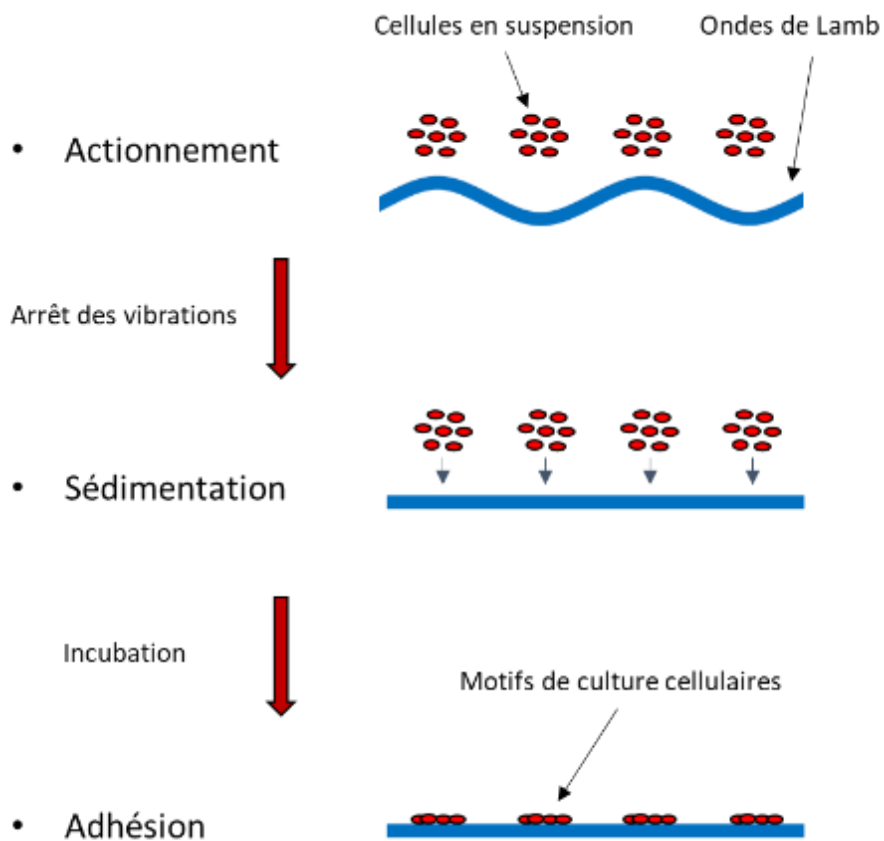 Cellules en suspension
Ondes de Lamb
• Actionnement
Arrêt des vibrations
• Sédimentation
Incubation
Motifs de culture cellulaires
• Adhésion